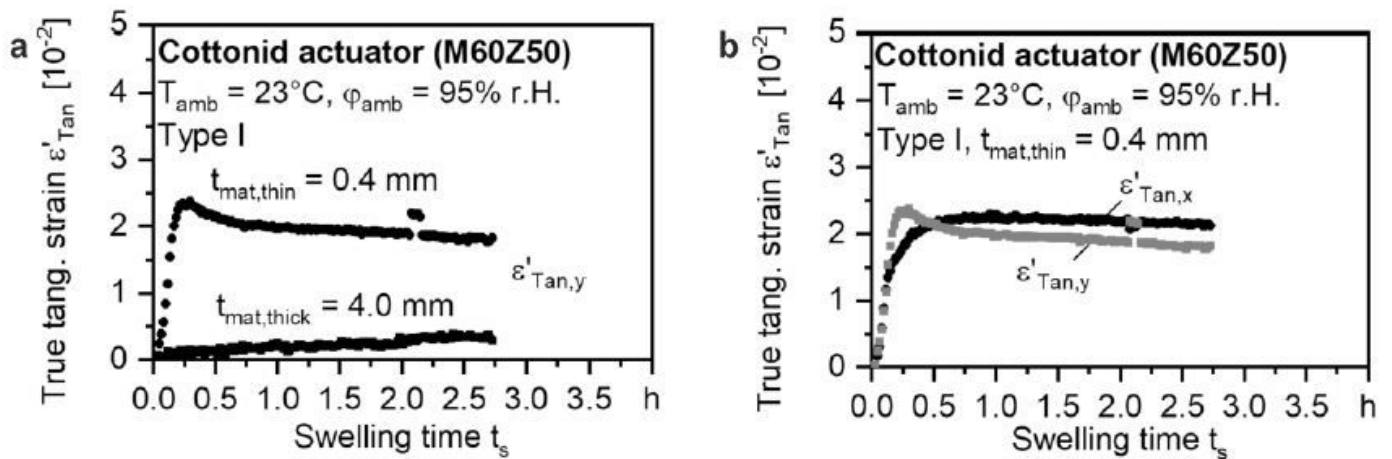 a
True tang. strain ε'Tan [10-2]
5
4
3
2
1
0
Cottonid actuator (M60Z50)
Tamb = 23°C, φamb = 95% r.H.
Type I
tmat,thin = 0.4 mm
ε'Tan,y
tmat,thick = 4.0 mm
0.0 0.5 1.0 1.5 2.0 2.5 3.0 3.5 h
Swelling time ts
b
True tang. strain ε'Tan [10-2]
5
4
3
2
1
0
Cottonid actuator (M60Z50)
Tamb = 23°C, φamb = 95% r.H.
Type I, tmat,thin = 0.4 mm
ε'Tan,x
ε'Tan,y
0.0 0.5 1.0 1.5 2.0 2.5 3.0 3.5 h
Swelling time ts